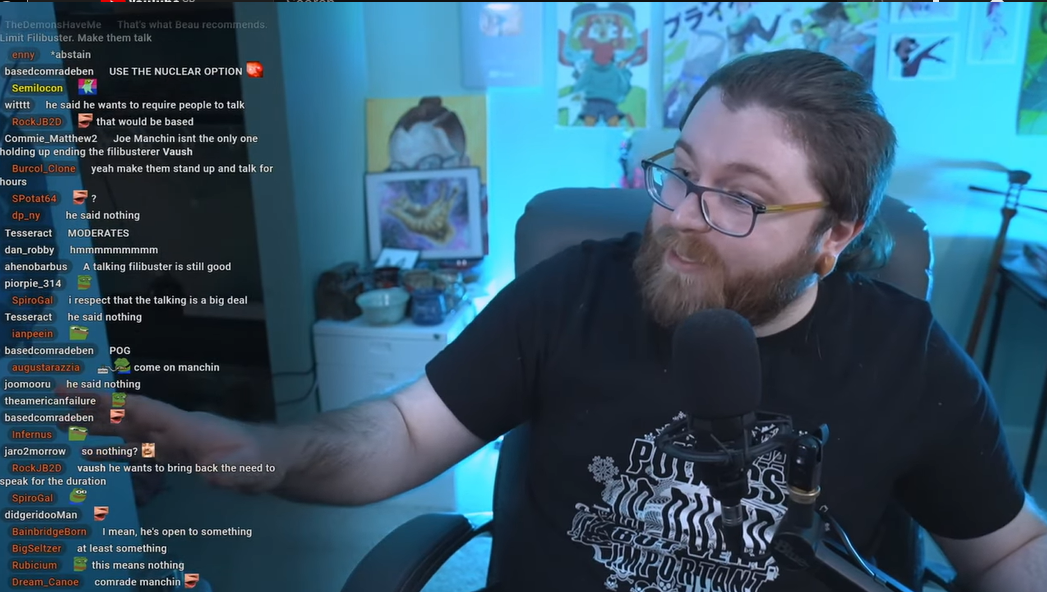 YouTube
Search
TheDemonsHaveMe That's what Beau recommends.
Limit Filibuster. Make them talk
enny *abstain
basedcomradeben USE THE NUCLEAR OPTION
Semilocon
witttt he said he wants to require people to talk
RockJB2D that would be based
Commie_Matthew2 Joe Manchin isnt the only one
holding up ending the filibusterer Vaush
Burcol_Clone yeah make them stand up and talk for
hours
SPotat64 ?
dp_ny he said nothing
Tesseract MODERATES
dan_robby hmmmmmmmmm
ahenobarbus A talking filibuster is still good
piorpie_314
SpiroGal i respect that the talking is a big deal
Tesseract he said nothing
ianpeein
basedcomradeben POG
augustarazzia come on manchin
joomooru he said nothing
theamericanfailure
basedcomradeben
Infernus
jaro2morrow so nothing?
RockJB2D vaush he wants to bring back the need to
speak for the duration
SpiroGal
didgeridooMan
BainbridgeBorn I mean, he's open to something
BigSeltzer at least something
Rubicium this means nothing
Dream_Canoe comrade manchin
IMPORTANT